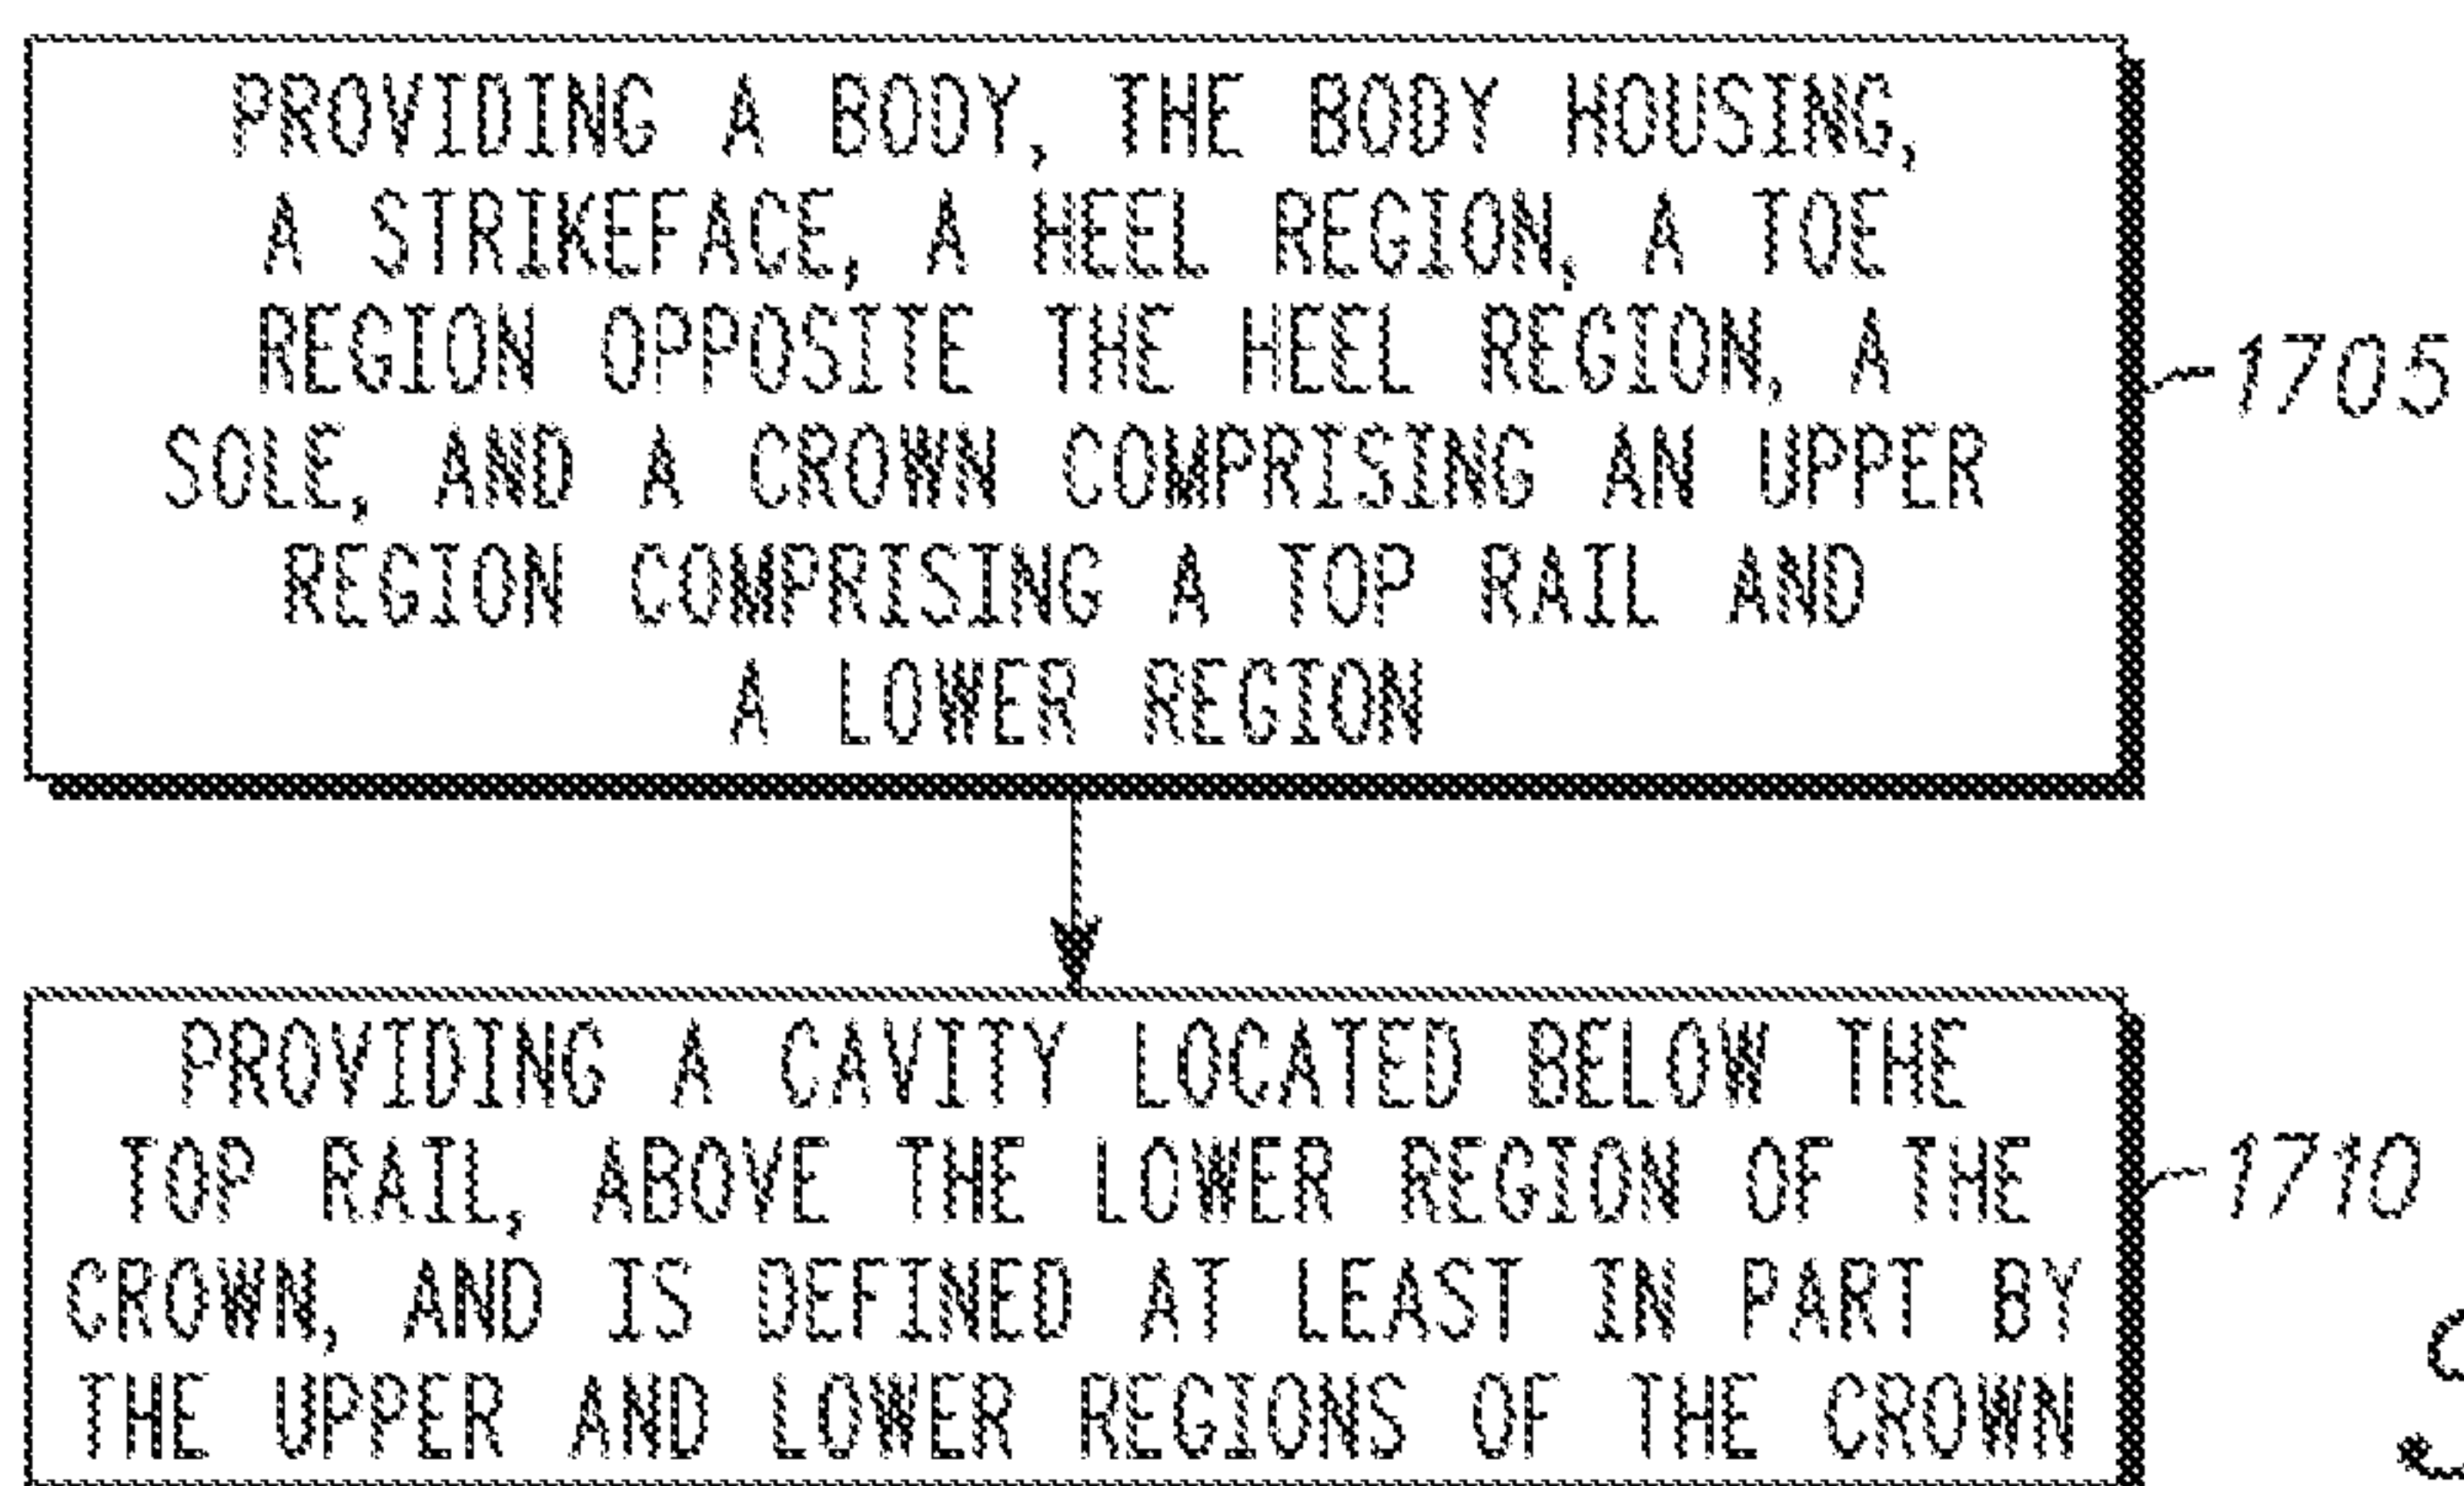 PROVIDING A BODY, THE BODY HOUSING,
A STRIKEFACE, A HEEL REGION, A TOE
REGION OPPOSITE THE HEEL REGION, A
SOLE, AND A CROWN COMPRISING AN UPPER
REGION COMPRISING A TOP RAIL AND
A LOWER REGION
1705
PROVIDING A CAVITY LOCATED BELOW THE
TOP RAIL, ABOVE THE LOWER REGION OF THE
CROWN, AND IS DEFINED AT LEAST IN PART BY
THE UPPER AND LOWER REGIONS OF THE CROWN
1710